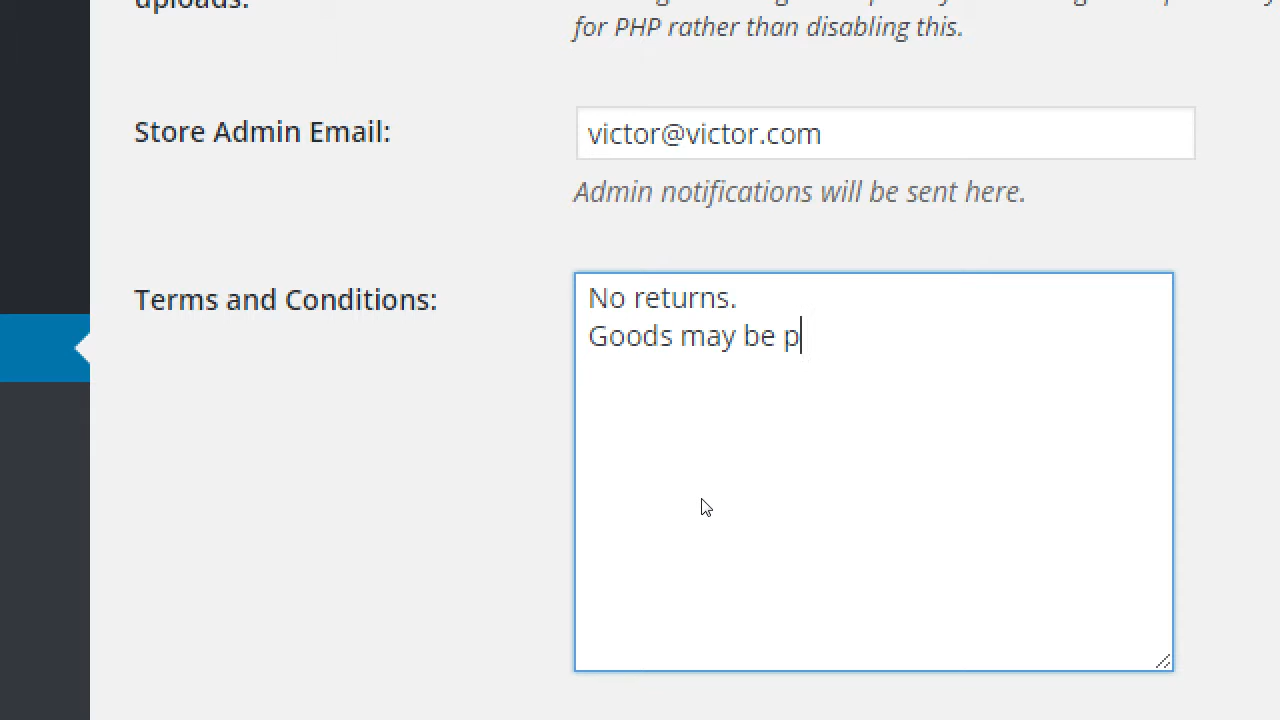 uploads:
for PHP rather than disabling this.
Store Admin Email:
victor@victor.com
Admin notifications will be sent here.
Terms and Conditions:
No returns.
Goods may be p